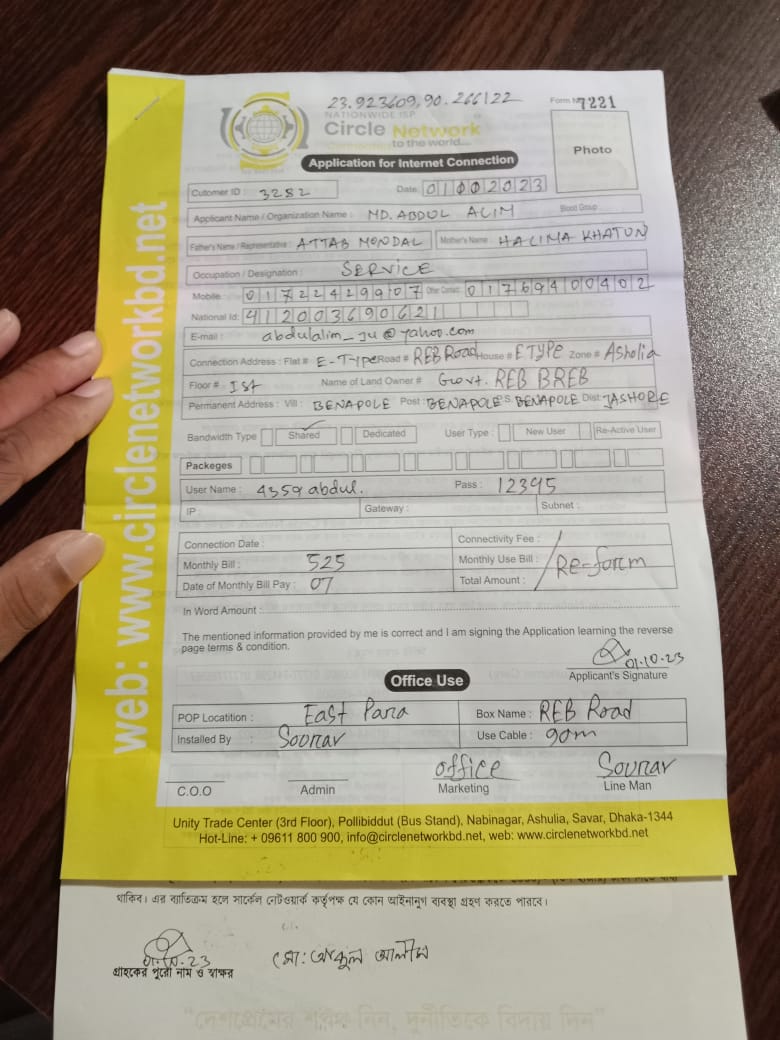 23.923609,90.266122
Form No 7221
NATIONWIDE ISP
Circle Network
to the world...
Photo
Application for Internet Connection
Cutomer ID : 3282 Date: 01102023
Applicant Name / Organization Name : MD. ABDUL ALIM Blood Group
Father's Name / Representative : ATTAB MONDAL Mother's Name : HALIMA KHATUN
Occupation / Designation : SERVICE
Mobile: 01722429907 Other Contact: 01769400402
National Id: 412003690621
E-mail : abdulalim_ju@yahoo.com
Connection Address : Flat # E-Type Road # REB Road House # E TYPE Zone # Asholia
Floor # 1st Name of Land Owner # Govt. REB BREB
Permanent Address : Vill : BENAPOLE Post : BENAPOLE P.S. BENAPOLE Dist: JASHORE
Bandwidth Type Shared Dedicated User Type : New User Re-Active User
Packeges
User Name : 4359abdul. Pass : 12345
IP : Gateway : Subnet :
Connection Date : Connectivity Fee :
Monthly Bill : 525 Monthly Use Bill : Re-form
Date of Monthly Bill Pay : 07 Total Amount :
In Word Amount :
The mentioned information provided by me is correct and I am signing the Application learning the reverse
page terms & condition.
01.10.23
Applicant's Signature
Office Use
POP Locatition : East Para Box Name : REB Road
Installed By : Sourav Use Cable : 90m
office Sourav
C.O.O Admin Marketing Line Man
Unity Trade Center (3rd Floor), Pollibiddut (Bus Stand), Nabinagar, Ashulia, Savar, Dhaka-1344
Hot-Line: + 09611 800 900, info@circlenetworkbd.net, web: www.circlenetworkbd.net
web: www.circlenetworkbd.net
থাকিব। এর ব্যতিক্রম হলে সার্কেল নেটওয়ার্ক কর্তৃপক্ষ যে কোন আইনানুগ ব্যবস্থা গ্রহণ করতে পারবে।
01.10.23 মো: আব্দুল আলীম
গ্রাহকের পুরো নাম ও স্বাক্ষর
"দেশপ্রেমের শপথ নিন, দুর্নীতিকে বিদায় দিন"